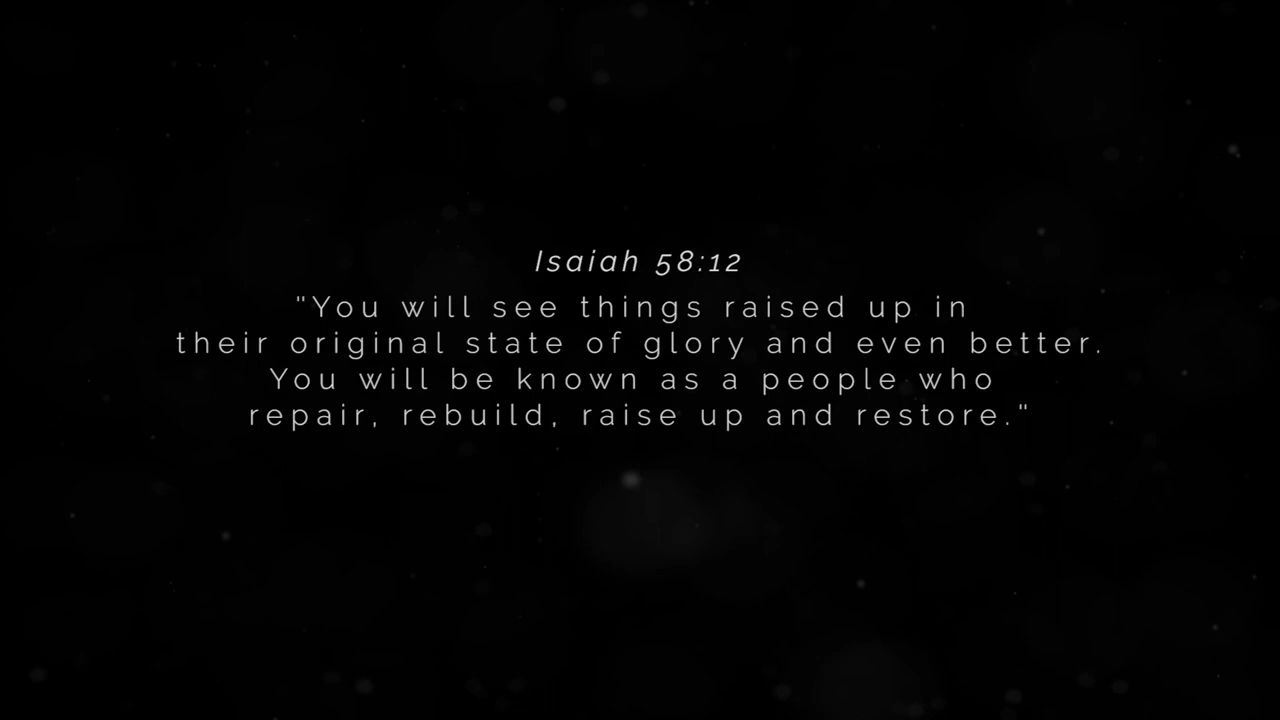 Isaiah 58:12
"You will see things raised up in
their original state of glory and even better.
You will be known as a people who
repair, rebuild, raise up and restore."